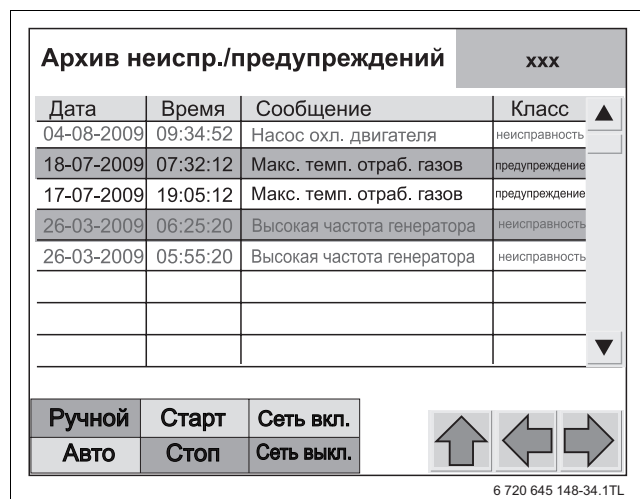 Архив неиспр./предупреждений xxx
Дата Время Сообщение Класс
04-08-2009 09:34:52 Насос охл. двигателя неисправность
18-07-2009 07:32:12 Макс. темп. отраб. газов предупреждение
17-07-2009 19:05:12 Макс. темп. отраб. газов предупреждение
26-03-2009 06:25:20 Высокая частота генератора неисправность
26-03-2009 05:55:20 Высокая частота генератора неисправность
Ручной Старт Сеть вкл.
Авто Стоп Сеть выкл.
6 720 645 148-34.1TL